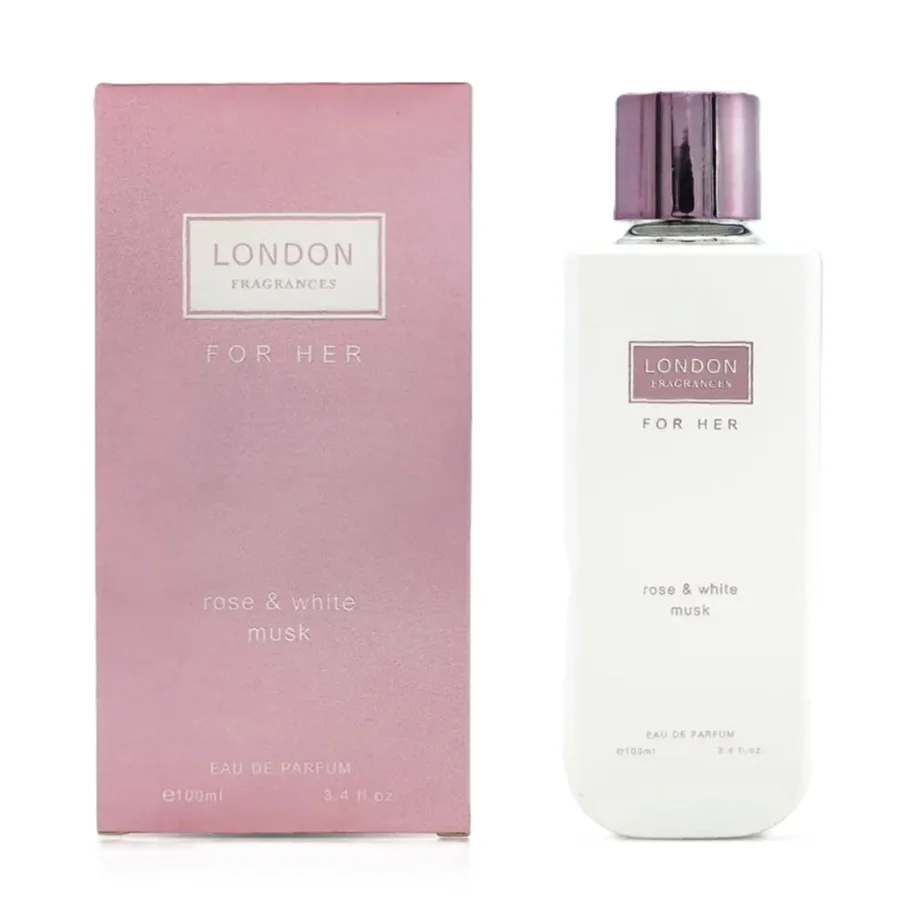 LONDON
FRAGRANCES
FOR HER
rose & white
musk
EAU DE PARFUM
℮100ml 3.4 fl oz
LONDON
FRAGRANCES
FOR HER
rose & white
musk
EAU DE PARFUM
℮100ml 3.4 fl.oz.